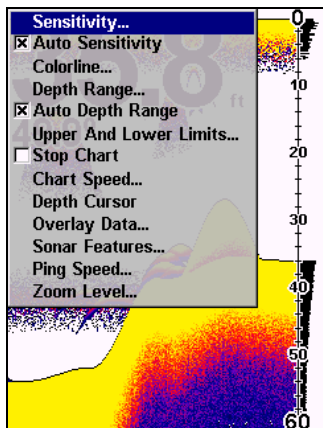 Sensitivity...
Auto Sensitivity
Colorline...
Depth Range...
Auto Depth Range
Upper And Lower Limits...
Stop Chart
Chart Speed...
Depth Cursor
Overlay Data...
Sonar Features...
Ping Speed...
Zoom Level...
ft
0
10
20
30
40
50
60